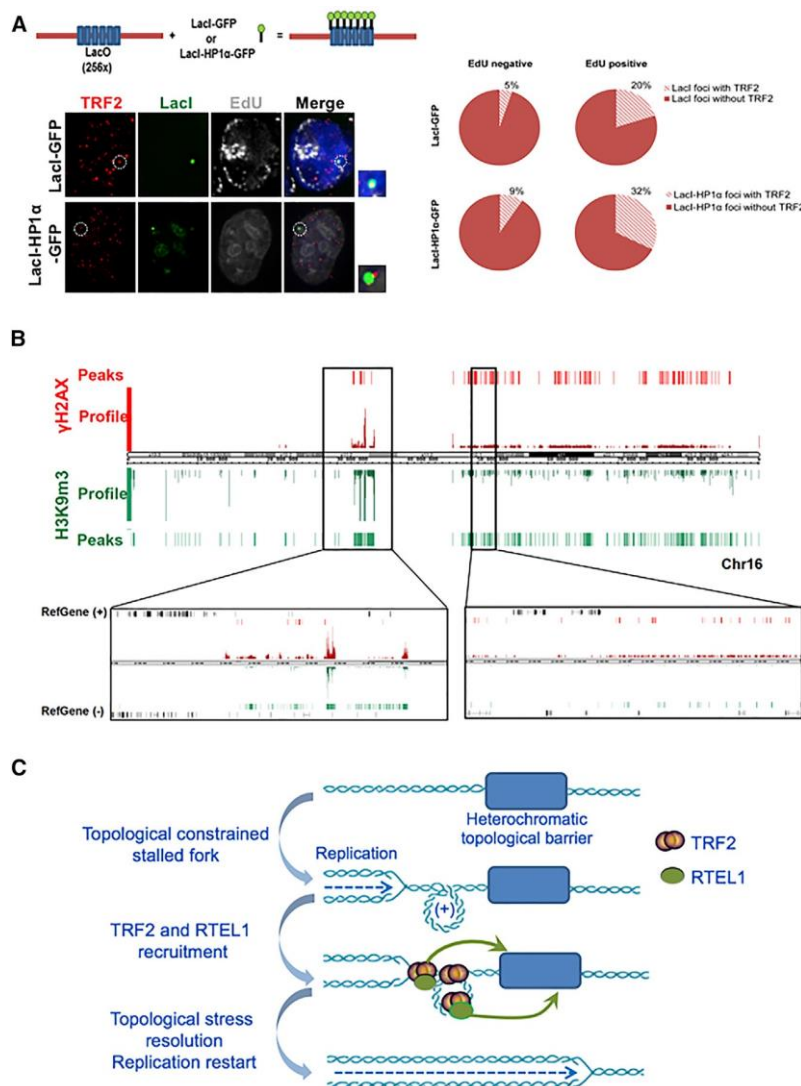 A
LacO
(256x)
+
LacI-GFP
or
LacI-HP1α-GFP
=
TRF2
LacI
EdU
Merge
LacI-GFP
LacI-HP1α
-GFP
EdU negative
EdU positive
LacI-GFP
5%
20%
LacI foci with TRF2
LacI foci without TRF2
LacI-HP1α-GFP
9%
32%
LacI-HP1α foci with TRF2
LacI-HP1α foci without TRF2
B
γH2AX
Peaks
Profile
H3K9m3
Profile
Peaks
Chr16
RefGene (+)
RefGene (-)
C
Heterochromatic
topological barrier
Topological constrained
stalled fork
TRF2
RTEL1
Replication
(+)
TRF2 and RTEL1
recruitment
Topological stress
resolution
Replication restart